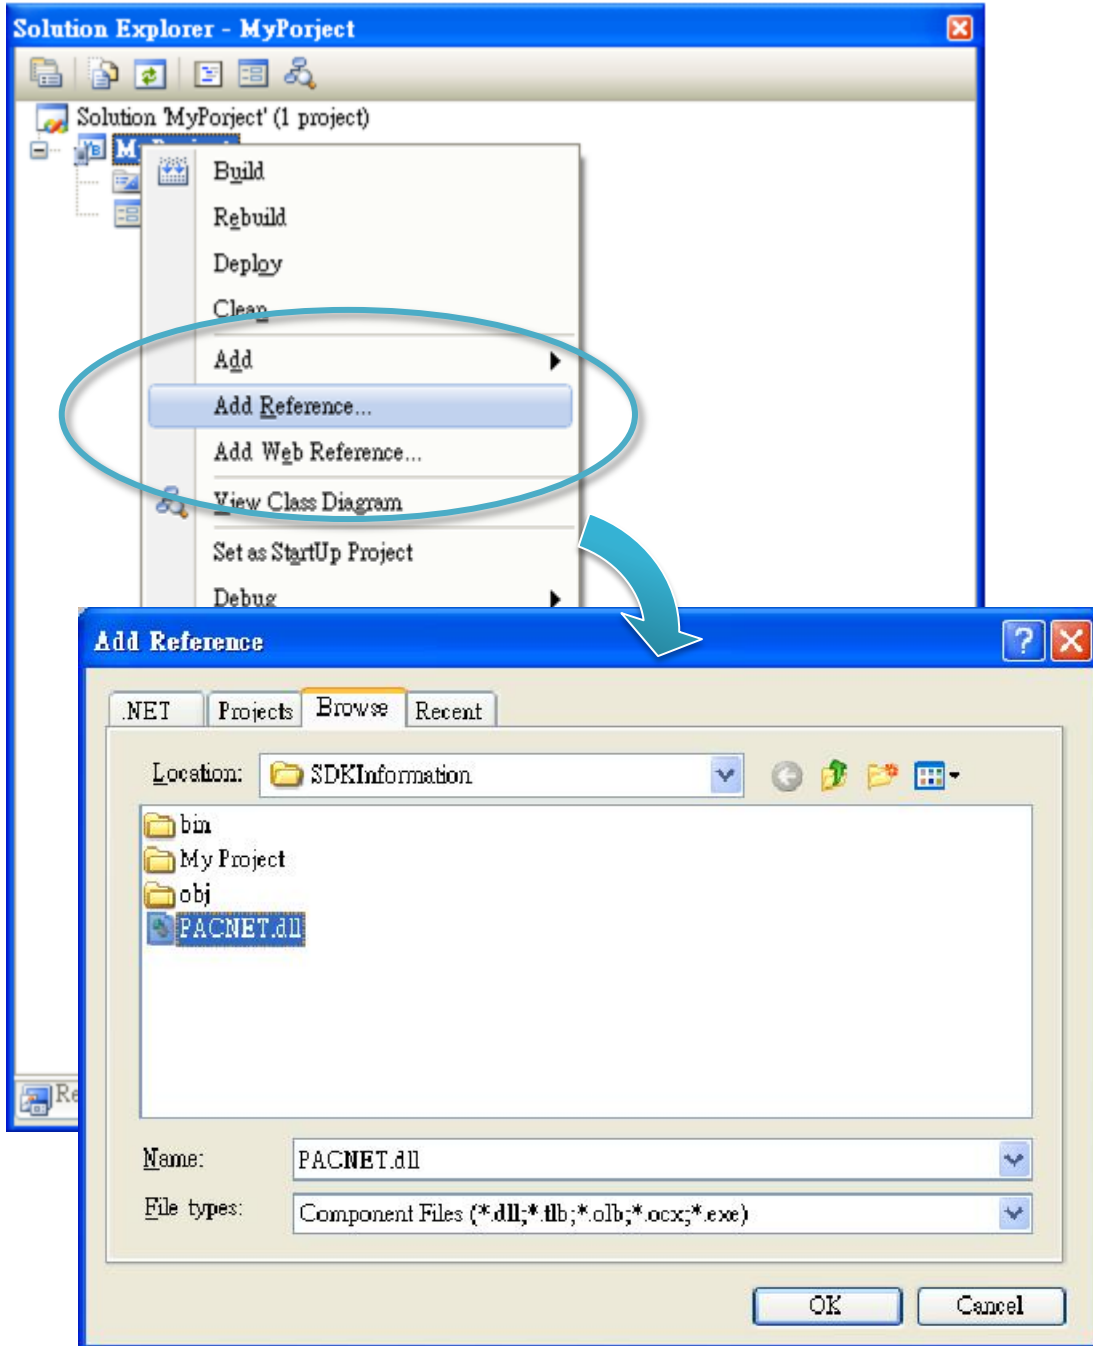 Solution Explorer - MyPorject
Solution 'MyPorject' (1 project)
Build
Rebuild
Deploy
Clean
Add
Add Reference...
Add Web Reference...
View Class Diagram
Set as StartUp Project
Debug
Add Reference
.NET Projects Browse Recent
Location: SDKInformation
bin
My Project
obj
PACNET.dll
Name: PACNET.dll
File types: Component Files (*.dll;*.tlb;*.olb;*.ocx;*.exe)
OK Cancel